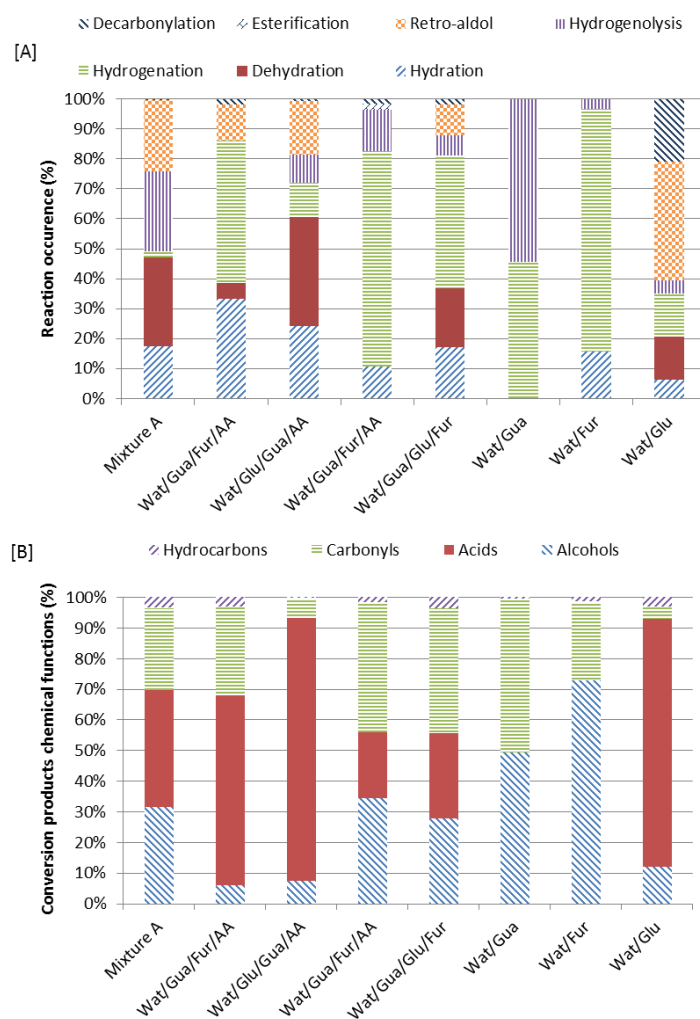 Decarbonylation Esterification Retro-aldol Hydrogenolysis
[A]
Hydrogenation Dehydration Hydration
100%
90%
80%
70%
60%
50%
40%
30%
20%
10%
0%
Reaction occurence (%)
Mixture A
Wat/Gua/Fur/AA
Wat/Glu/Gua/AA
Wat/Gua/Fur/AA
Wat/Gua/Glu/Fur
Wat/Gua
Wat/Fur
Wat/Glu
[B]
Hydrocarbons Carbonyls Acids Alcohols
100%
90%
80%
70%
60%
50%
40%
30%
20%
10%
0%
Conversion products chemical functions (%)
Mixture A
Wat/Gua/Fur/AA
Wat/Glu/Gua/AA
Wat/Gua/Fur/AA
Wat/Gua/Glu/Fur
Wat/Gua
Wat/Fur
Wat/Glu